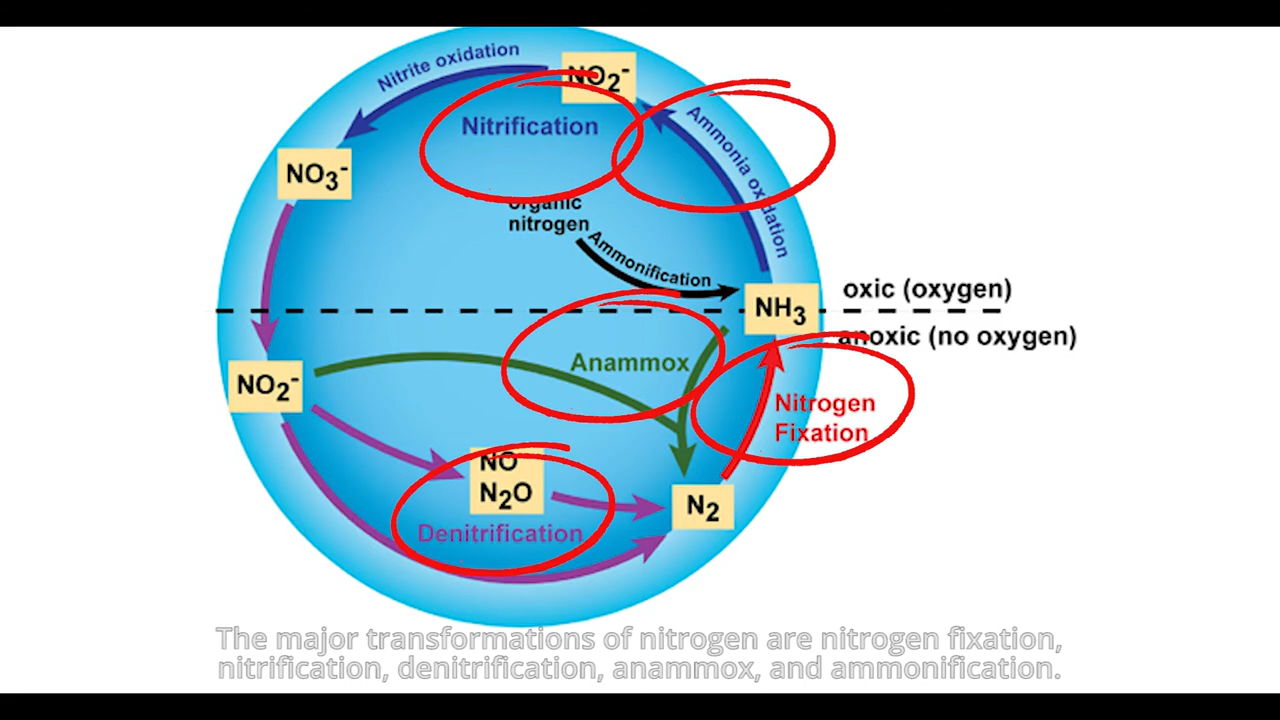 Nitrite oxidation
NO2-
Nitrification
Ammonia oxidation
NO3-
organic
nitrogen
Ammonification
NH3
oxic (oxygen)
anoxic (no oxygen)
NO2-
Anammox
Nitrogen
Fixation
NO
N2O
N2
Denitrification
The major transformations of nitrogen are nitrogen fixation,
nitrification, denitrification, anammox, and ammonification.